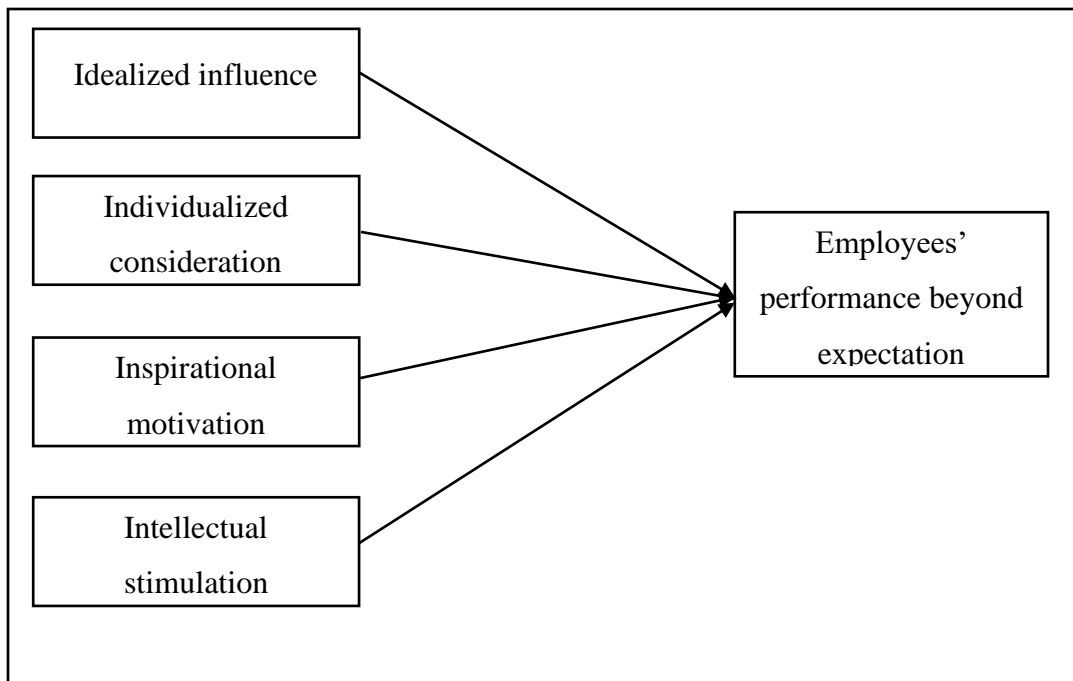 Idealized influence
Individualized
consideration
Inspirational
motivation
Intellectual
stimulation
Employees’
performance beyond
expectation